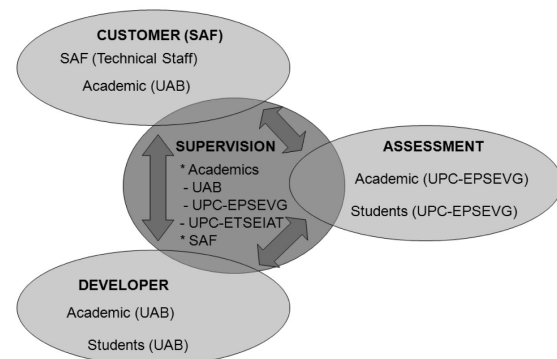 CUSTOMER (SAF)
SAF (Technical Staff)
Academic (UAB)
SUPERVISION
* Academics
- UAB
- UPC-EPSEVG
- UPC-ETSEIAT
* SAF
ASSESSMENT
Academic (UPC-EPSEVG)
Students (UPC-EPSEVG)
DEVELOPER
Academic (UAB)
Students (UAB)